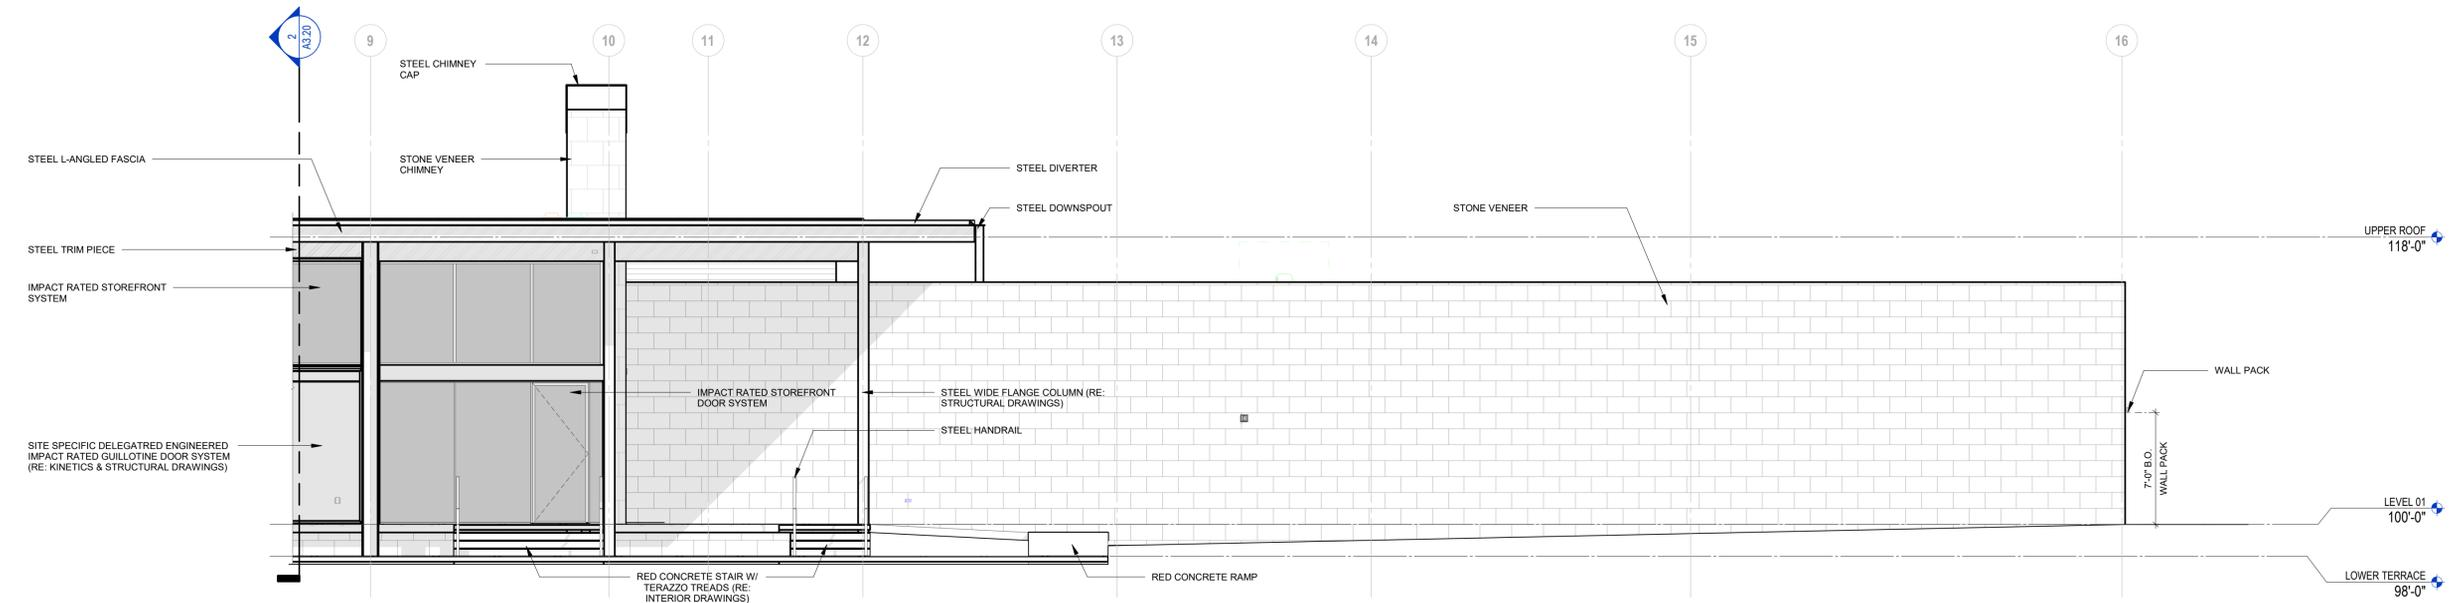 2
A3.20
9
10
11
12
13
14
15
16
STEEL CHIMNEY
CAP
STEEL L-ANGLED FASCIA
STONE VENEER
CHIMNEY
STEEL DIVERTER
STEEL DOWNSPOUT
STONE VENEER
UPPER ROOF
118'-0"
STEEL TRIM PIECE
IMPACT RATED STOREFRONT
SYSTEM
WALL PACK
IMPACT RATED STOREFRONT
DOOR SYSTEM
STEEL WIDE FLANGE COLUMN (RE:
STRUCTURAL DRAWINGS)
STEEL HANDRAIL
SITE SPECIFIC DELEGATRED ENGINEERED
IMPACT RATED GUILLOTINE DOOR SYSTEM
(RE: KINETICS & STRUCTURAL DRAWINGS)
7'-0" B.O.
WALL PACK
LEVEL 01
100'-0"
RED CONCRETE STAIR W/
TERAZZO TREADS (RE:
INTERIOR DRAWINGS)
RED CONCRETE RAMP
LOWER TERRACE
98'-0"